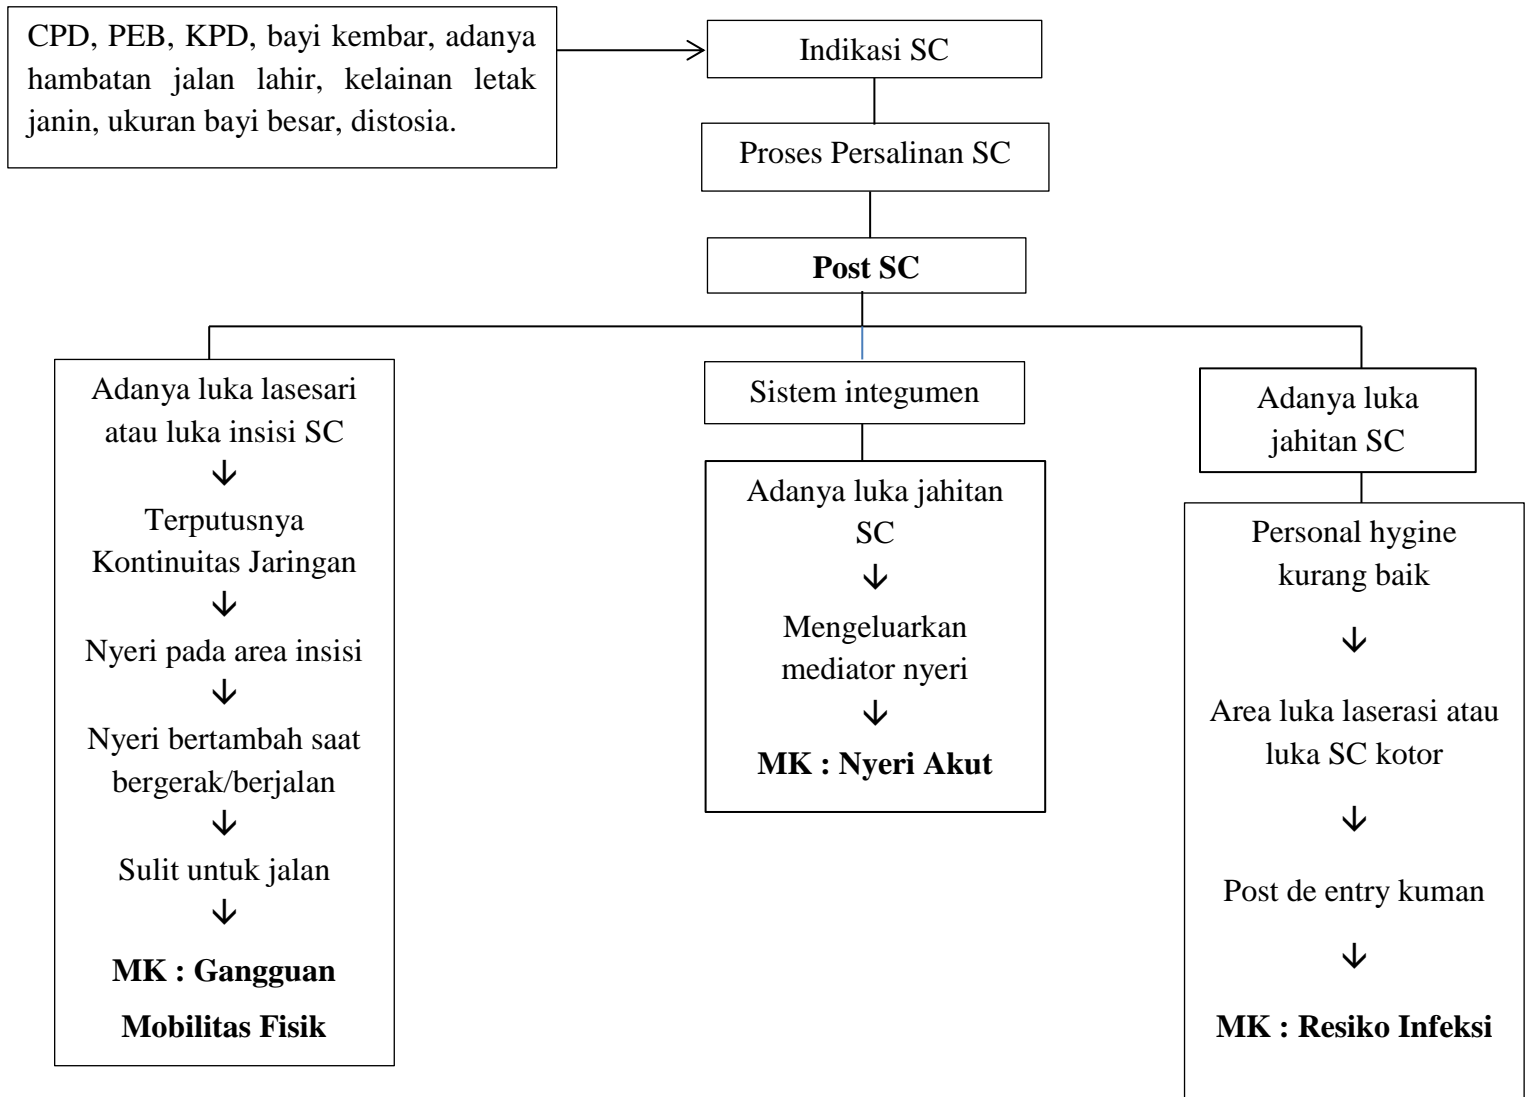 CPD, PEB, KPD, bayi kembar, adanya
hambatan jalan lahir, kelainan letak
janin, ukuran bayi besar, distosia.
Indikasi SC
Proses Persalinan SC
Post SC
Adanya luka lasesari
atau luka insisi SC
Terputusnya
Kontinuitas Jaringan
Nyeri pada area insisi
Nyeri bertambah saat
bergerak/berjalan
Sulit untuk jalan
MK : Gangguan
Mobilitas Fisik
Sistem integumen
Adanya luka jahitan
SC
Mengeluarkan
mediator nyeri
MK : Nyeri Akut
Adanya luka
jahitan SC
Personal hygine
kurang baik
Area luka laserasi atau
luka SC kotor
Post de entry kuman
MK : Resiko Infeksi